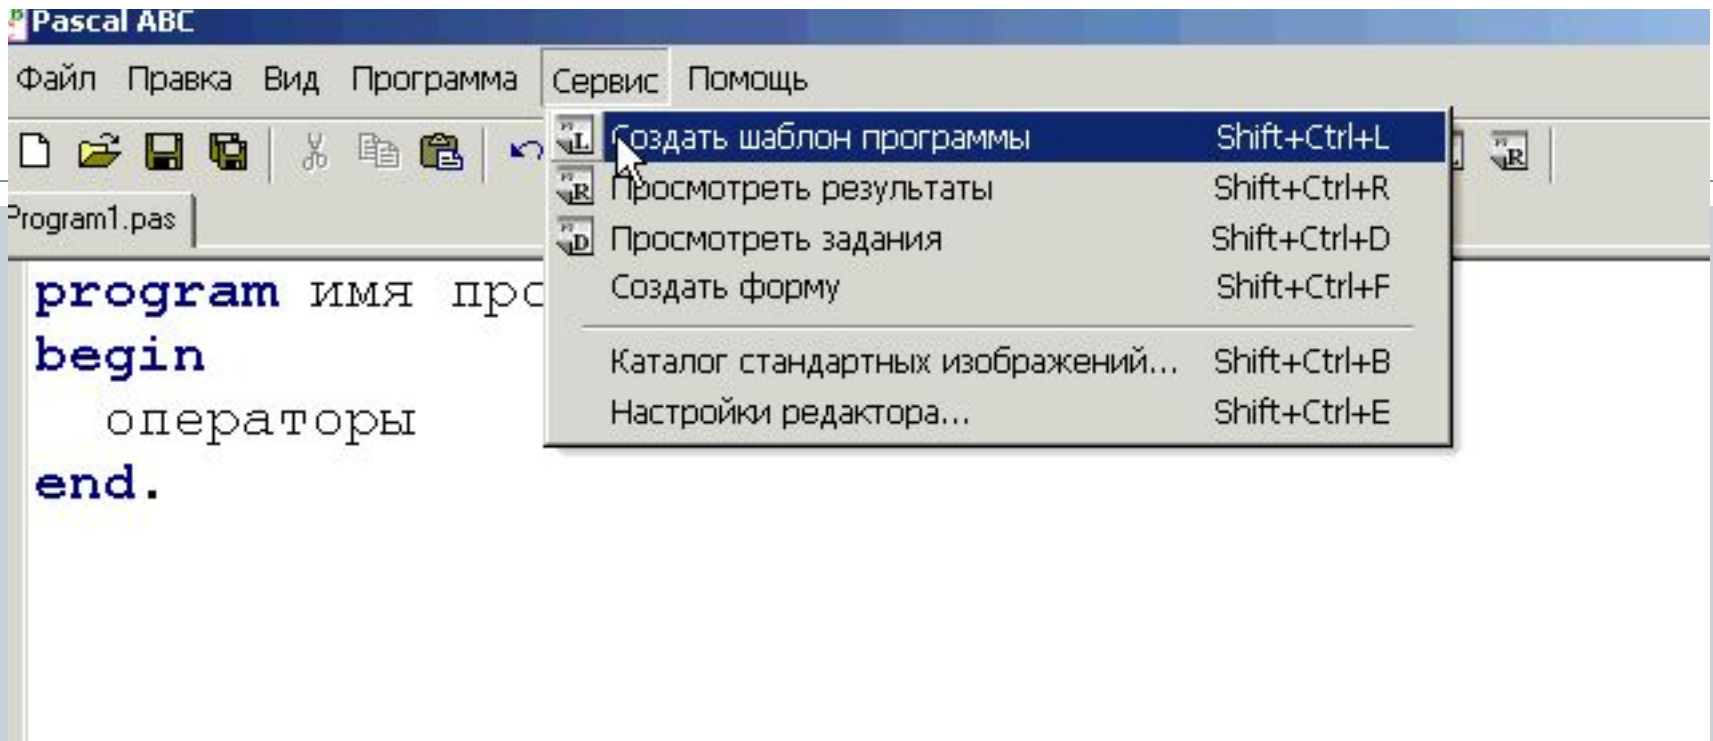 Pascal ABC
Файл Правка Вид Программа Сервис Помощь
Создать шаблон программы Shift+Ctrl+L
Просмотреть результаты Shift+Ctrl+R
Program1.pas
Просмотреть задания Shift+Ctrl+D
Создать форму Shift+Ctrl+F
program имя про
begin
Каталог стандартных изображений... Shift+Ctrl+B
операторы
Настройки редактора... Shift+Ctrl+E
end.